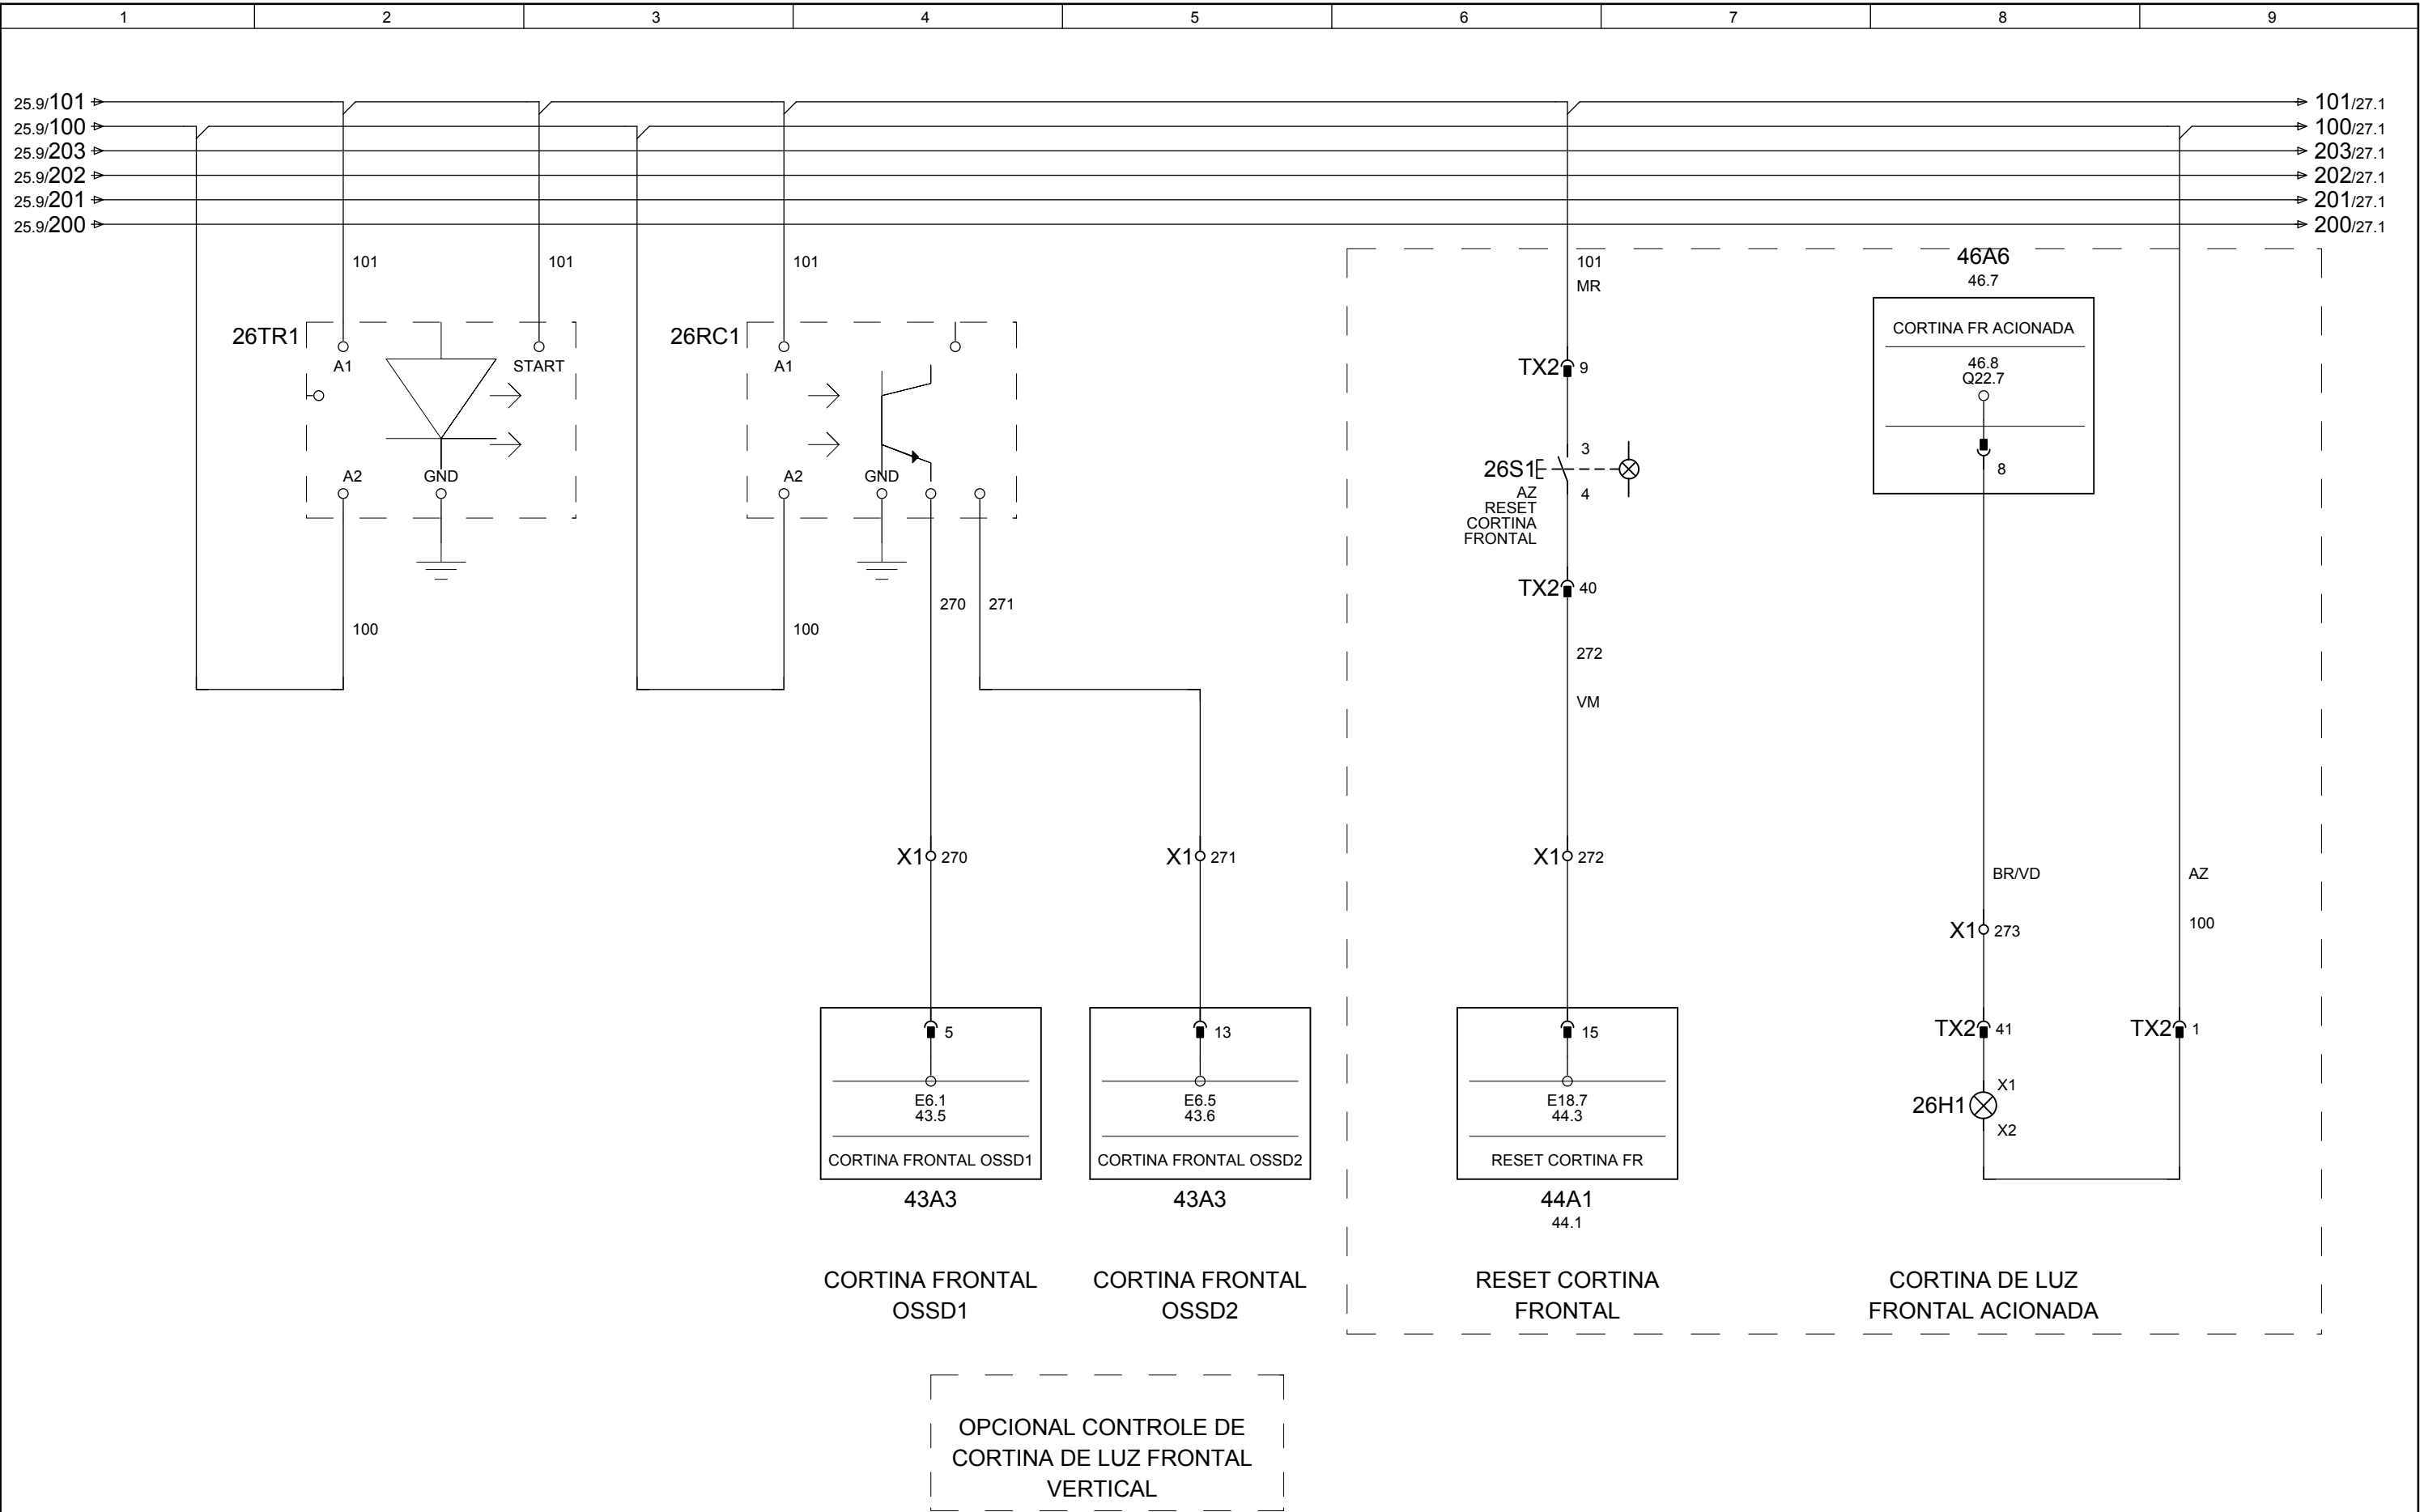 1 2 3 4 5 6 7 8 9
25.9/101 101/27.1
25.9/100 100/27.1
25.9/203 203/27.1
25.9/202 202/27.1
25.9/201 201/27.1
25.9/200 200/27.1
101 101 101 101
MR
46A6
46.7
26TR1
A1 START
A2 GND
100
26RC1
A1
A2 GND
100
270 271
TX2 9
3
26S1
4
AZ
RESET
CORTINA
FRONTAL
TX2 40
272
VM
CORTINA FR ACIONADA
46.8
Q22.7
8
X1 270
X1 271
X1 272
BR/VD
AZ
X1 273
100
5
E6.1
43.5
CORTINA FRONTAL OSSD1
43A3
13
E6.5
43.6
CORTINA FRONTAL OSSD2
43A3
15
E18.7
44.3
RESET CORTINA FR
44A1
44.1
TX2 41
TX2 1
X1
26H1
X2
CORTINA FRONTAL
OSSD1
CORTINA FRONTAL
OSSD2
RESET CORTINA
FRONTAL
CORTINA DE LUZ
FRONTAL ACIONADA
OPCIONAL CONTROLE DE
CORTINA DE LUZ FRONTAL
VERTICAL